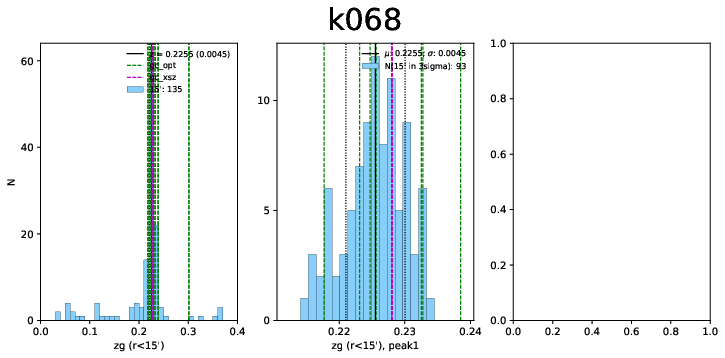 k068
= 0.2255 (0.0045)
_opt
_xsz
15': 135
μ: 0.2255, σ: 0.0045
N(15' in 3sigma): 93
N
60
40
20
0
0.0 0.1 0.2 0.3 0.4
zg (r<15')
10
5
0
0.22 0.23 0.24
zg (r<15'), peak1
1.0
0.8
0.6
0.4
0.2
0.0
0.0 0.2 0.4 0.6 0.8 1.0